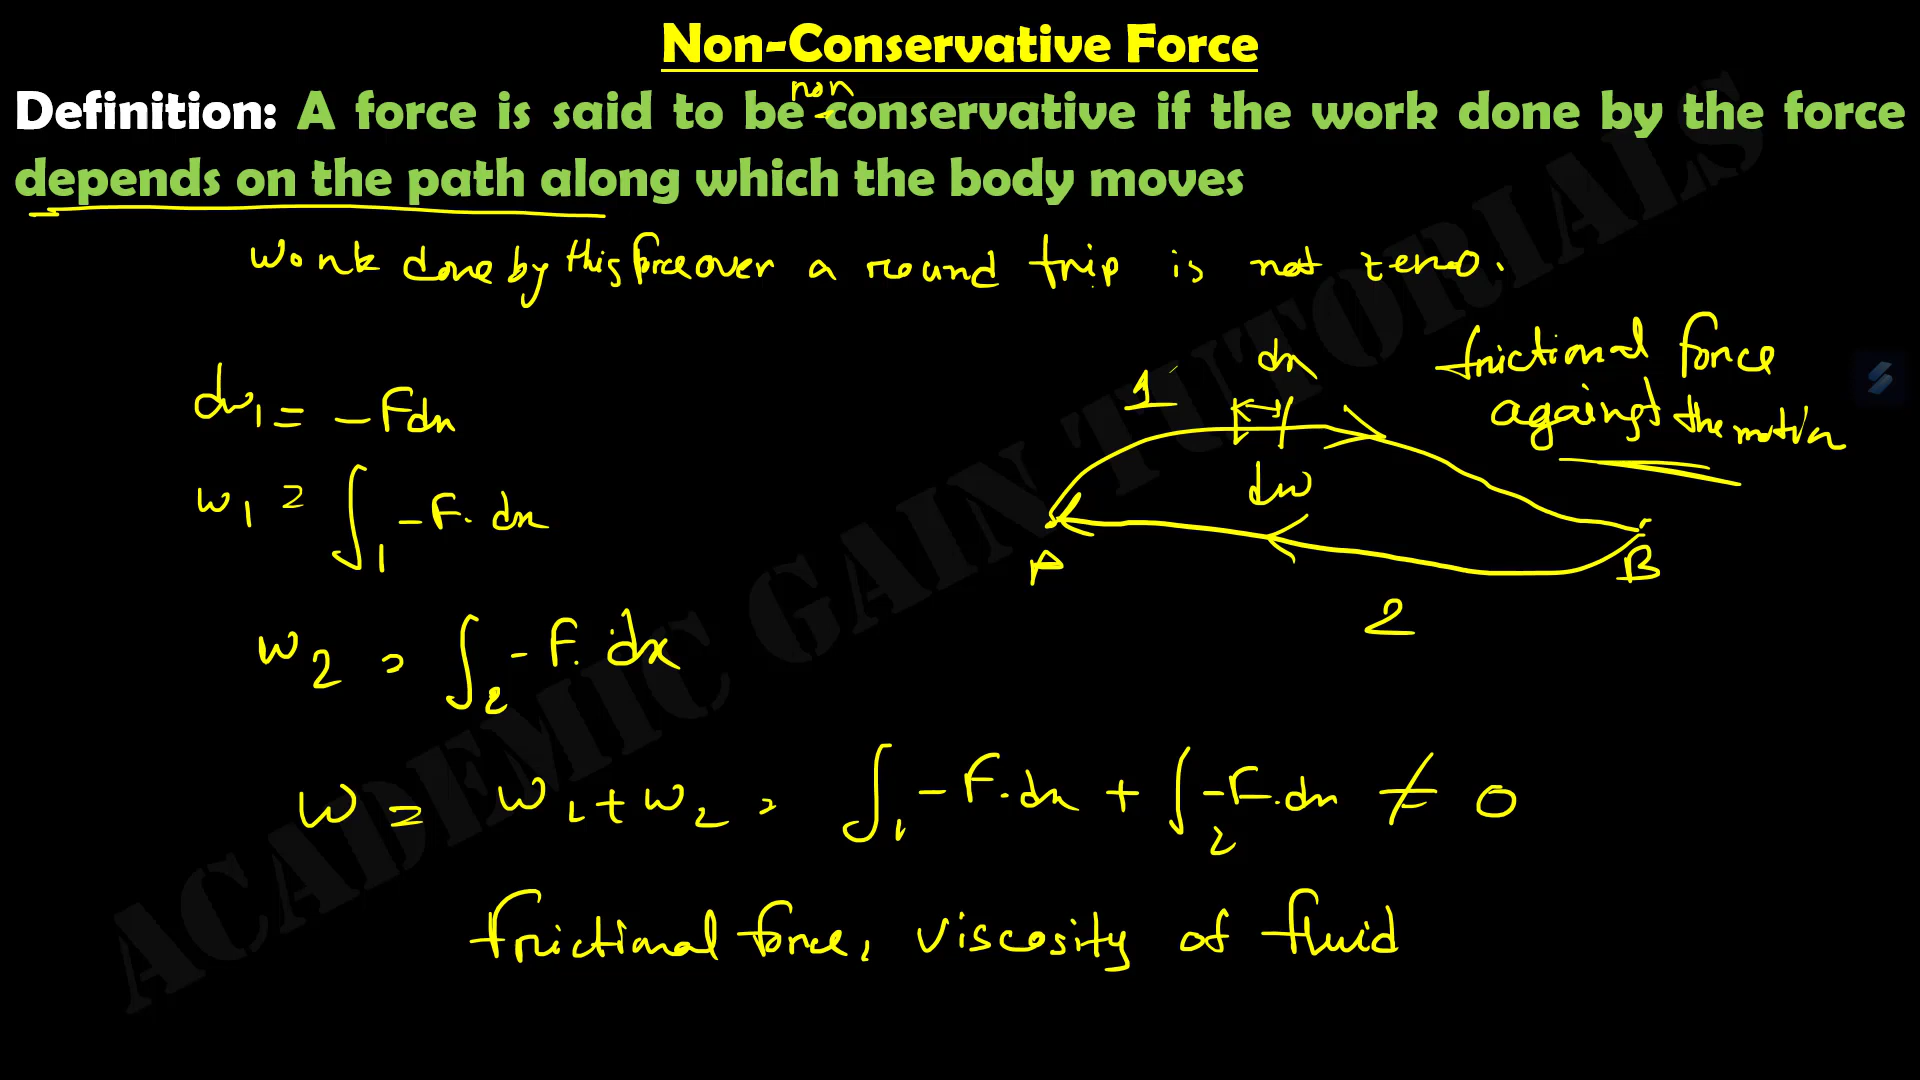 Non-Conservative Force
non
Definition: A force is said to be conservative if the work done by the force
depends on the path along which the body moves
Work done by this force over a round trip is not zero.
frictional force
against the motion
1
dx
dw
A
B
2
dw1 = -Fdx
w1 = ∫1 -F. dx
w2 = ∫2 -F. dx
W = W1 + W2 = ∫1 -F.dx + ∫2 -F.dx ≠ 0
frictional force, viscosity of fluid
ACADEMIC GAIN TUTORIALS